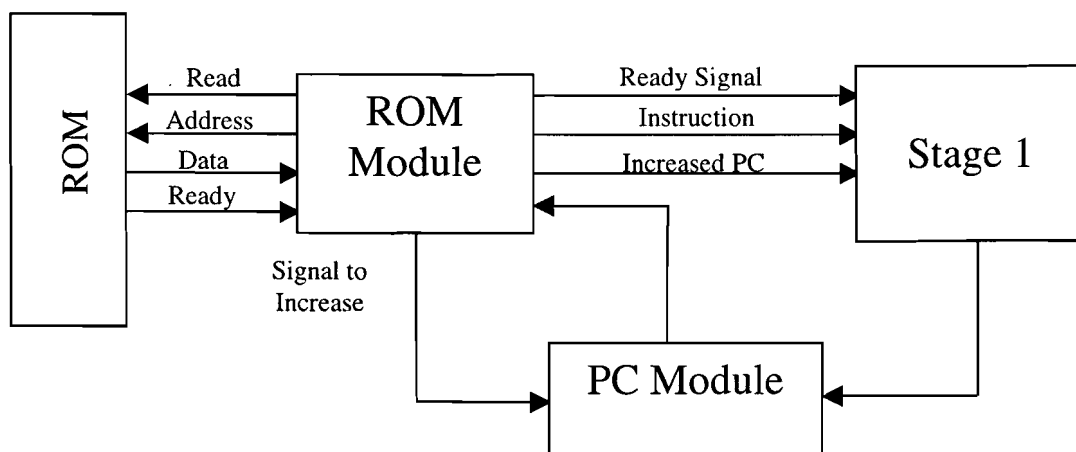 ROM
Read
Address
Data
Ready
ROM
Module
Ready Signal
Instruction
Increased PC
Stage 1
Signal to
Increase
PC Module